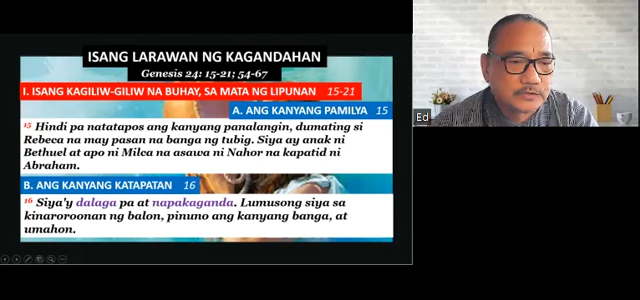 ISANG LARAWAN NG KAGANDAHAN
Genesis 24: 15-21; 54-67
I. ISANG KAGILIW-GILIW NA BUHAY, SA MATA NG LIPUNAN 15-21
A. ANG KANYANG PAMILYA 15
15 Hindi pa natatapos ang kanyang panalangin, dumating si
Rebeca na may pasan na banga ng tubig. Siya ay anak ni
Bethuel at apo ni Milca na asawa ni Nahor na kapatid ni
Abraham.
B. ANG KANYANG KATAPATAN 16
16 Siya'y dalaga pa at napakaganda. Lumusong siya sa
kinaroroonan ng balon, pinuno ang kanyang banga, at
umahon.
Ed